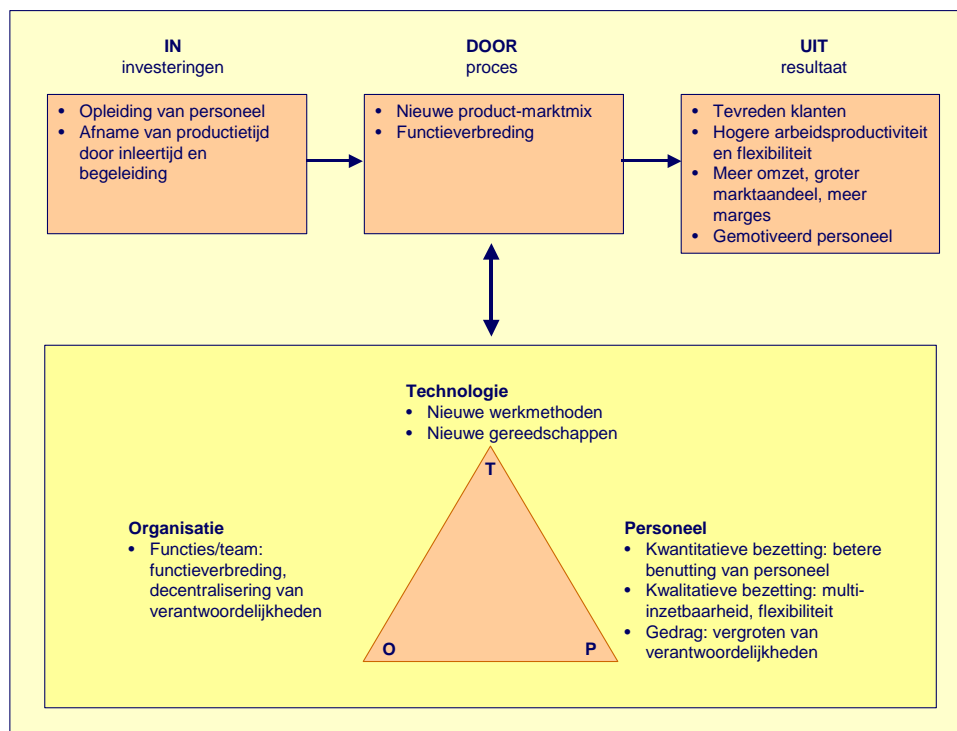 IN
investeringen
DOOR
proces
UIT
resultaat
• Opleiding van personeel
• Afname van productietijd
door inleertijd en
begeleiding
• Nieuwe product-marktmix
• Functieverbreding
• Tevreden klanten
• Hogere arbeidsproductiviteit
en flexibiliteit
• Meer omzet, groter
marktaandeel, meer
marges
• Gemotiveerd personeel
Technologie
• Nieuwe werkmethoden
• Nieuwe gereedschappen
T
Organisatie
• Functies/team:
functieverbreding,
decentralisering van
verantwoordelijkheden
Personeel
• Kwantitatieve bezetting: betere
benutting van personeel
• Kwalitatieve bezetting: multi-
inzetbaarheid, flexibiliteit
• Gedrag: vergroten van
verantwoordelijkheden
O
P